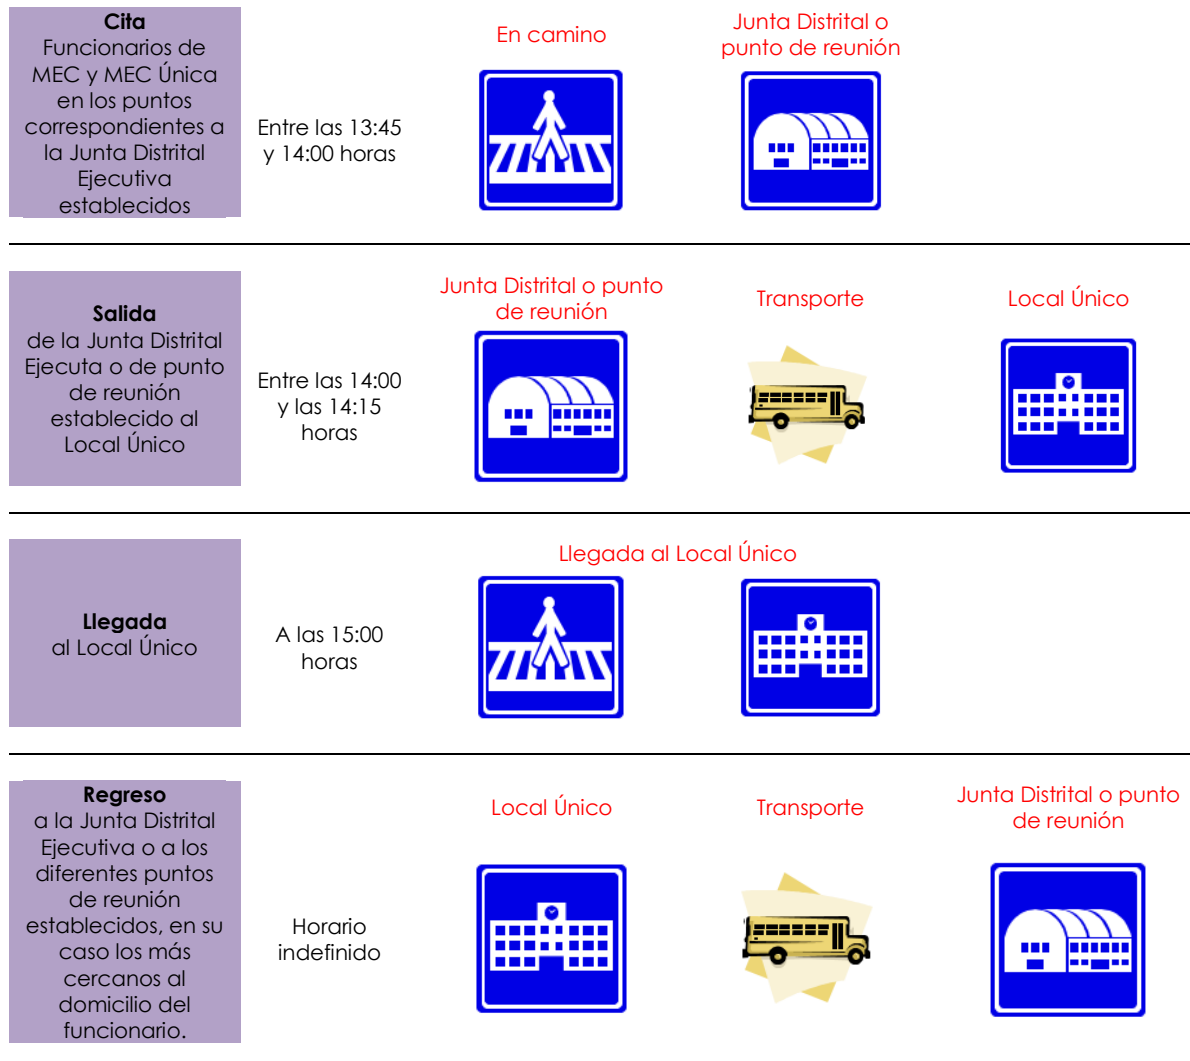 Cita
Funcionarios de
MEC y MEC Única
en los puntos
correspondientes a
la Junta Distrital
Ejecutiva
establecidos
Entre las 13:45
y 14:00 horas
En camino
Junta Distrital o
punto de reunión
Salida
de la Junta Distrital
Ejecuta o de punto
de reunión
establecido al
Local Único
Entre las 14:00
y las 14:15
horas
Junta Distrital o punto
de reunión
Transporte
Local Único
Llegada
al Local Único
A las 15:00
horas
Llegada al Local Único
Regreso
a la Junta Distrital
Ejecutiva o a los
diferentes puntos
de reunión
establecidos, en su
caso los más
cercanos al
domicilio del
funcionario.
Horario
indefinido
Local Único
Transporte
Junta Distrital o punto
de reunión